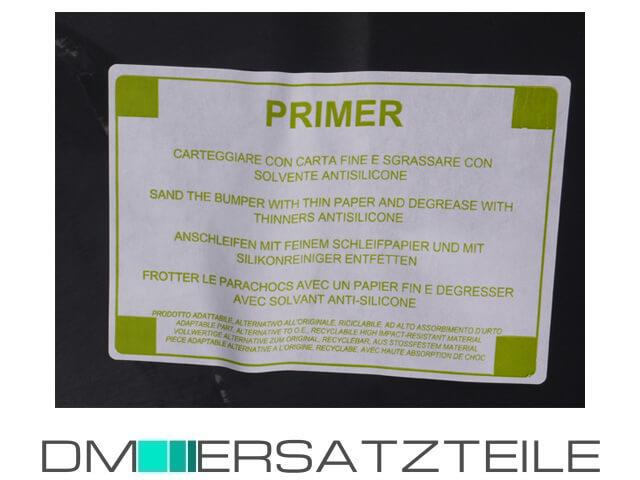 PRIMER
CARTEGGIARE CON CARTA FINE E SGRASSARE CON
SOLVENTE ANTISILICONE
SAND THE BUMPER WITH THIN PAPER AND DEGREASE WITH
THINNERS ANTISILICONE
ANSCHLEIFEN MIT FEINEM SCHLEIFPAPIER UND MIT
SILIKONREINIGER ENTFETTEN
FROTTER LE PARACHOCS AVEC UN PAPIER FIN E DEGRESSER
AVEC SOLVANT ANTI-SILICONE
PRODOTTO ADATTABILE, ALTERNATIVO ALL'ORIGINALE, RICICLABILE, AD ALTO ASSORBIMENTO D'URTO
ADAPTABLE PART, ALTERNATIVE TO O.E., RECYCLABLE HIGH IMPACT-RESISTANT MATERIAL
VOLLWERTIGE ALTERNATIVE ZUM ORIGINAL, RECYCLEBAR, AUS STOSSFESTEM MATERIAL
PIECE ADAPTABLE ALTERNATIVE A L'ORIGINE, RECYCLABE, AVEC HAUTE ABSORPTION DE CHOC
DM ERSATZTEILE